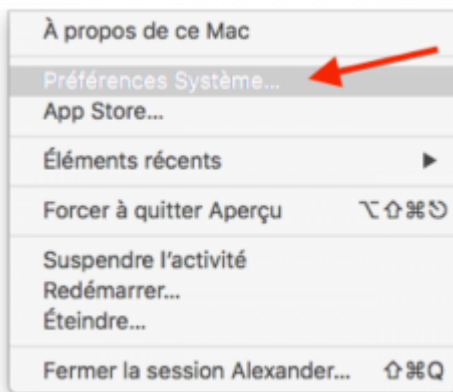 À propos de ce Mac
Préférences Système...
App Store...
Éléments récents ▶
Forcer à quitter Aperçu ⌥⇧⌘⎋
Suspendre l'activité
Redémarrer...
Éteindre...
Fermer la session Alexander... ⇧⌘Q